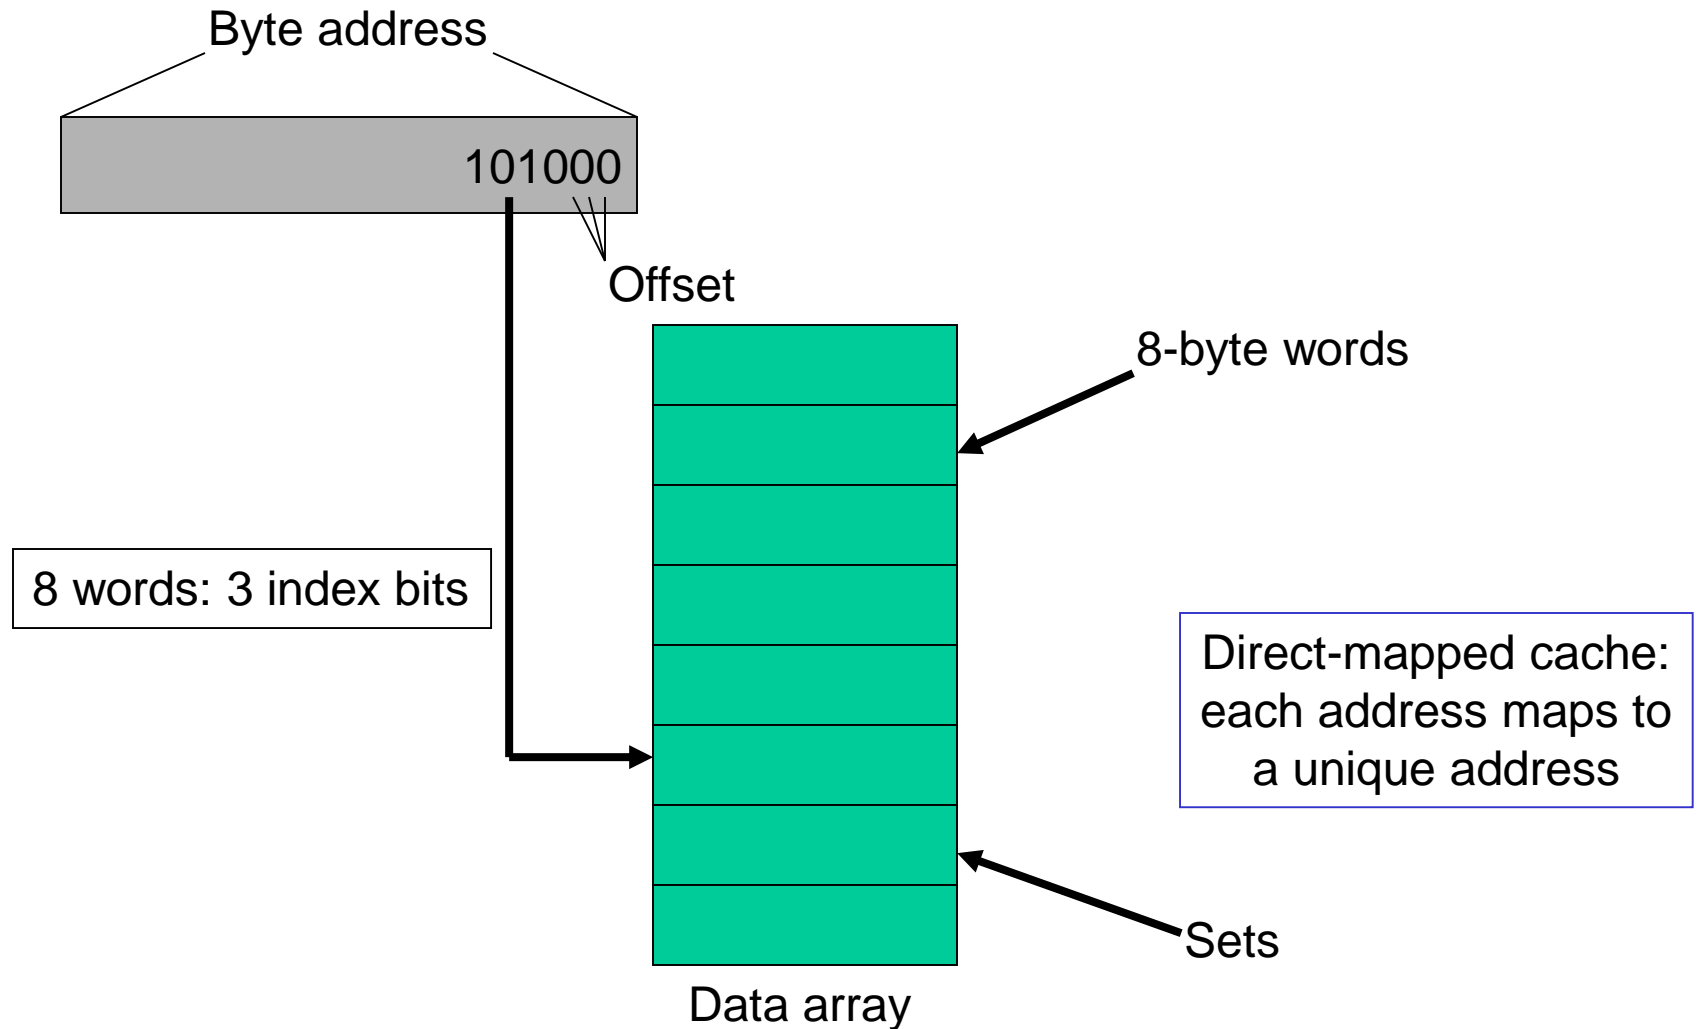 Byte address
101000
Offset
8-byte words
8 words: 3 index bits
Direct-mapped cache:
each address maps to
a unique address
Sets
Data array